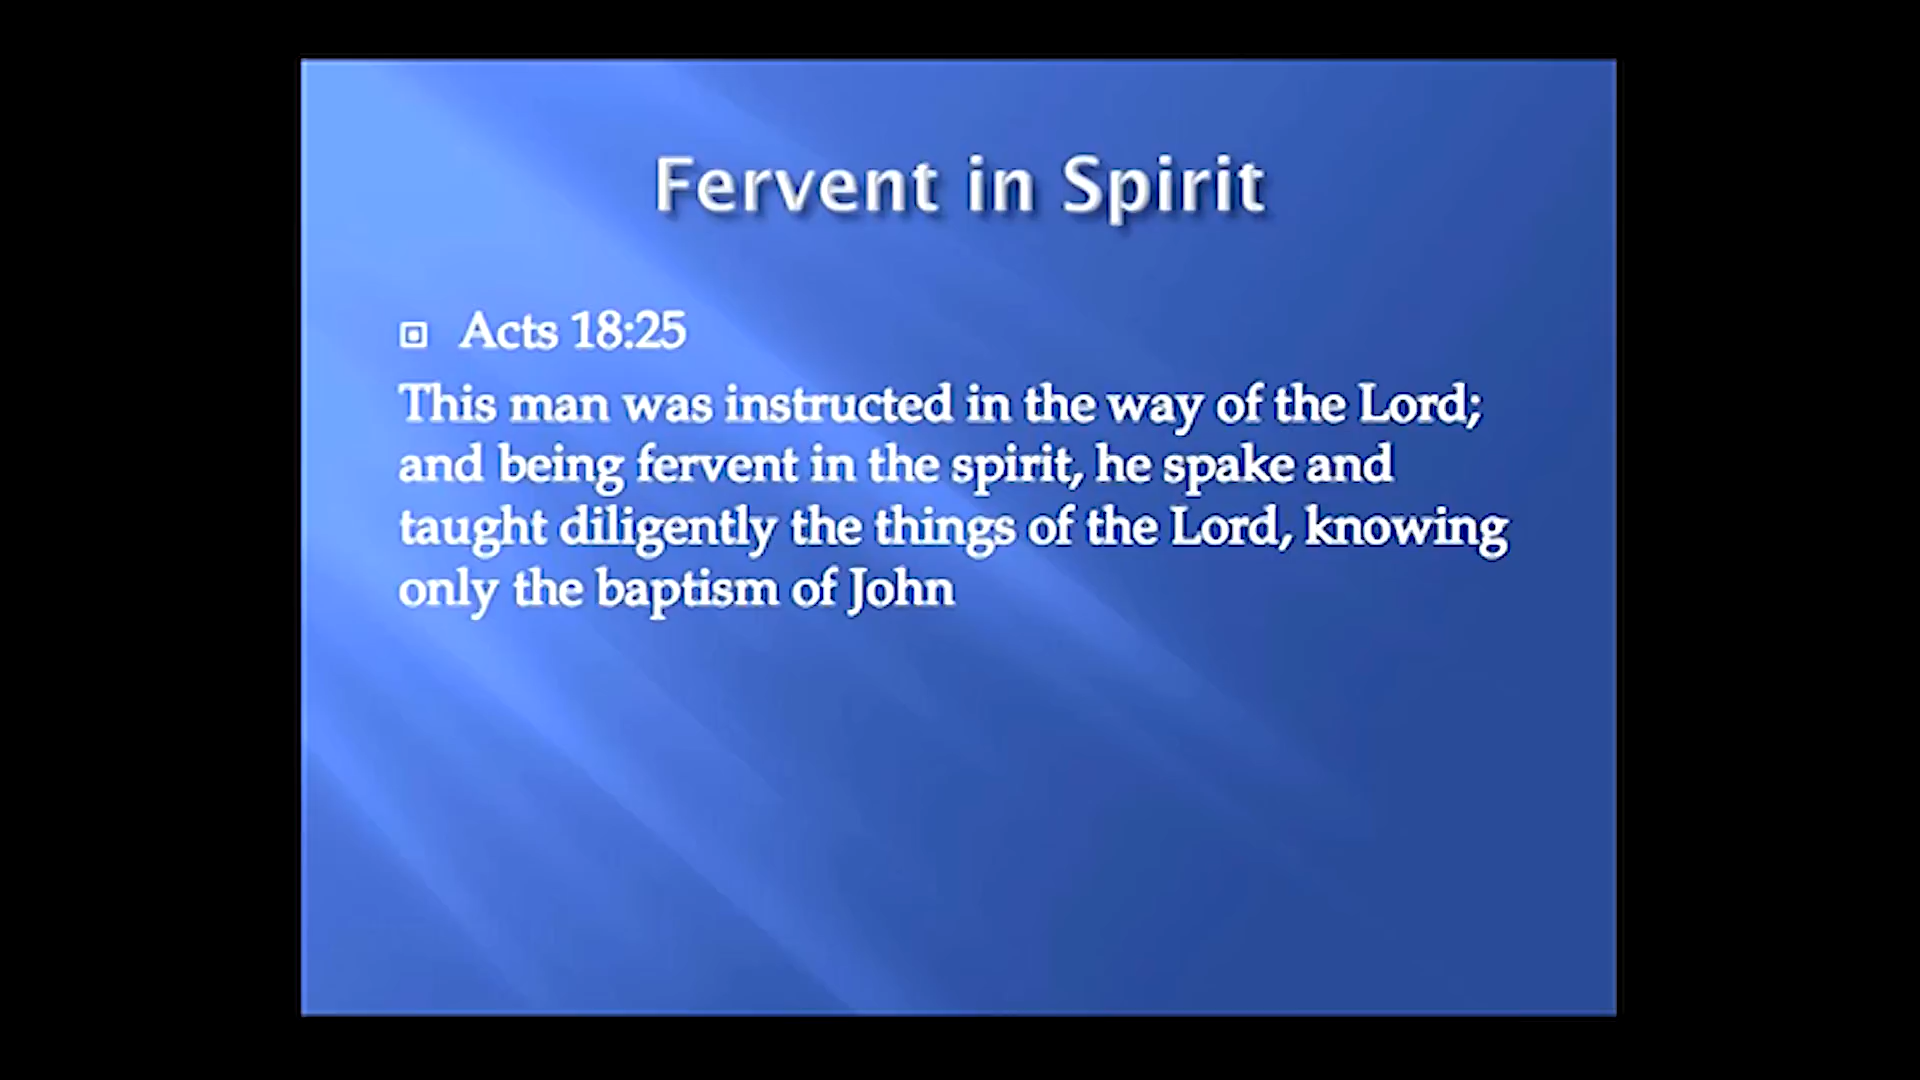 Fervent in Spirit
Acts 18:25
This man was instructed in the way of the Lord;
and being fervent in the spirit, he spake and
taught diligently the things of the Lord, knowing
only the baptism of John